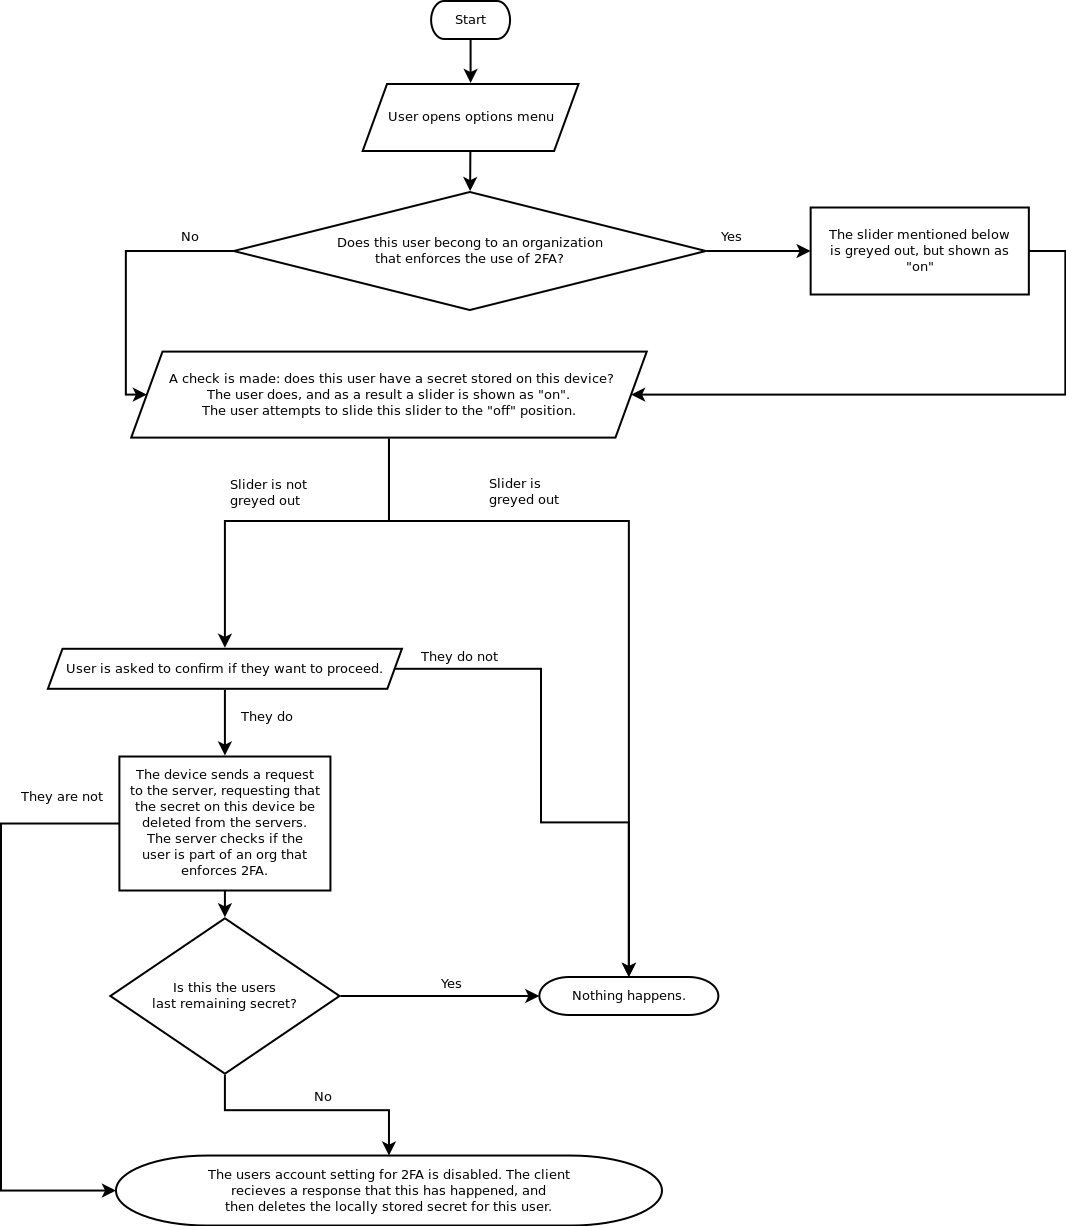 Start
User opens options menu
No
Does this user becong to an organization
that enforces the use of 2FA?
Yes
The slider mentioned below
is greyed out, but shown as
"on"
A check is made: does this user have a secret stored on this device?
The user does, and as a result a slider is shown as "on".
The user attempts to slide this slider to the "off" position.
Slider is not
greyed out
Slider is
greyed out
User is asked to confirm if they want to proceed.
They do not
They do
They are not
The device sends a request
to the server, requesting that
the secret on this device be
deleted from the servers.
The server checks if the
user is part of an org that
enforces 2FA.
Is this the users
last remaining secret?
Yes
Nothing happens.
No
The users account setting for 2FA is disabled. The client
recieves a response that this has happened, and
then deletes the locally stored secret for this user.